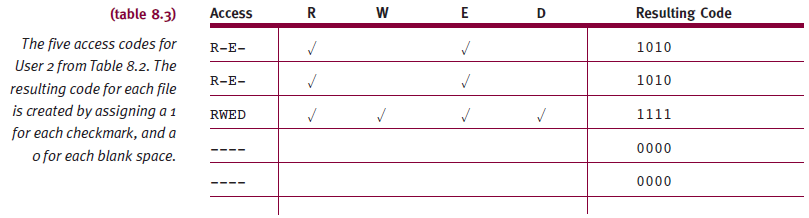 (table 8.3)
The five access codes for
User 2 from Table 8.2. The
resulting code for each file
is created by assigning a 1
for each checkmark, and a
0 for each blank space.
Access R W E D Resulting Code
R-E- √ √ 1010
R-E- √ √ 1010
RWED √ √ √ √ 1111
---- 0000
---- 0000